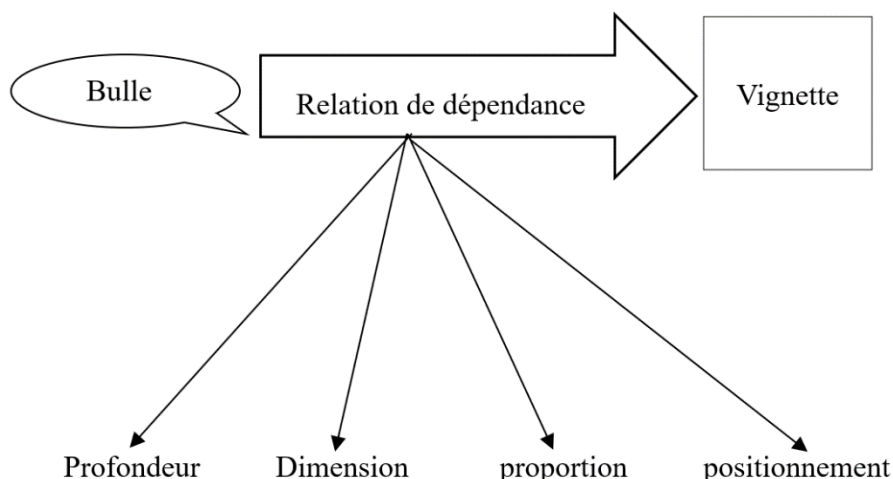 Bulle
Relation de dépendance
Vignette
Profondeur
Dimension
proportion
positionnement